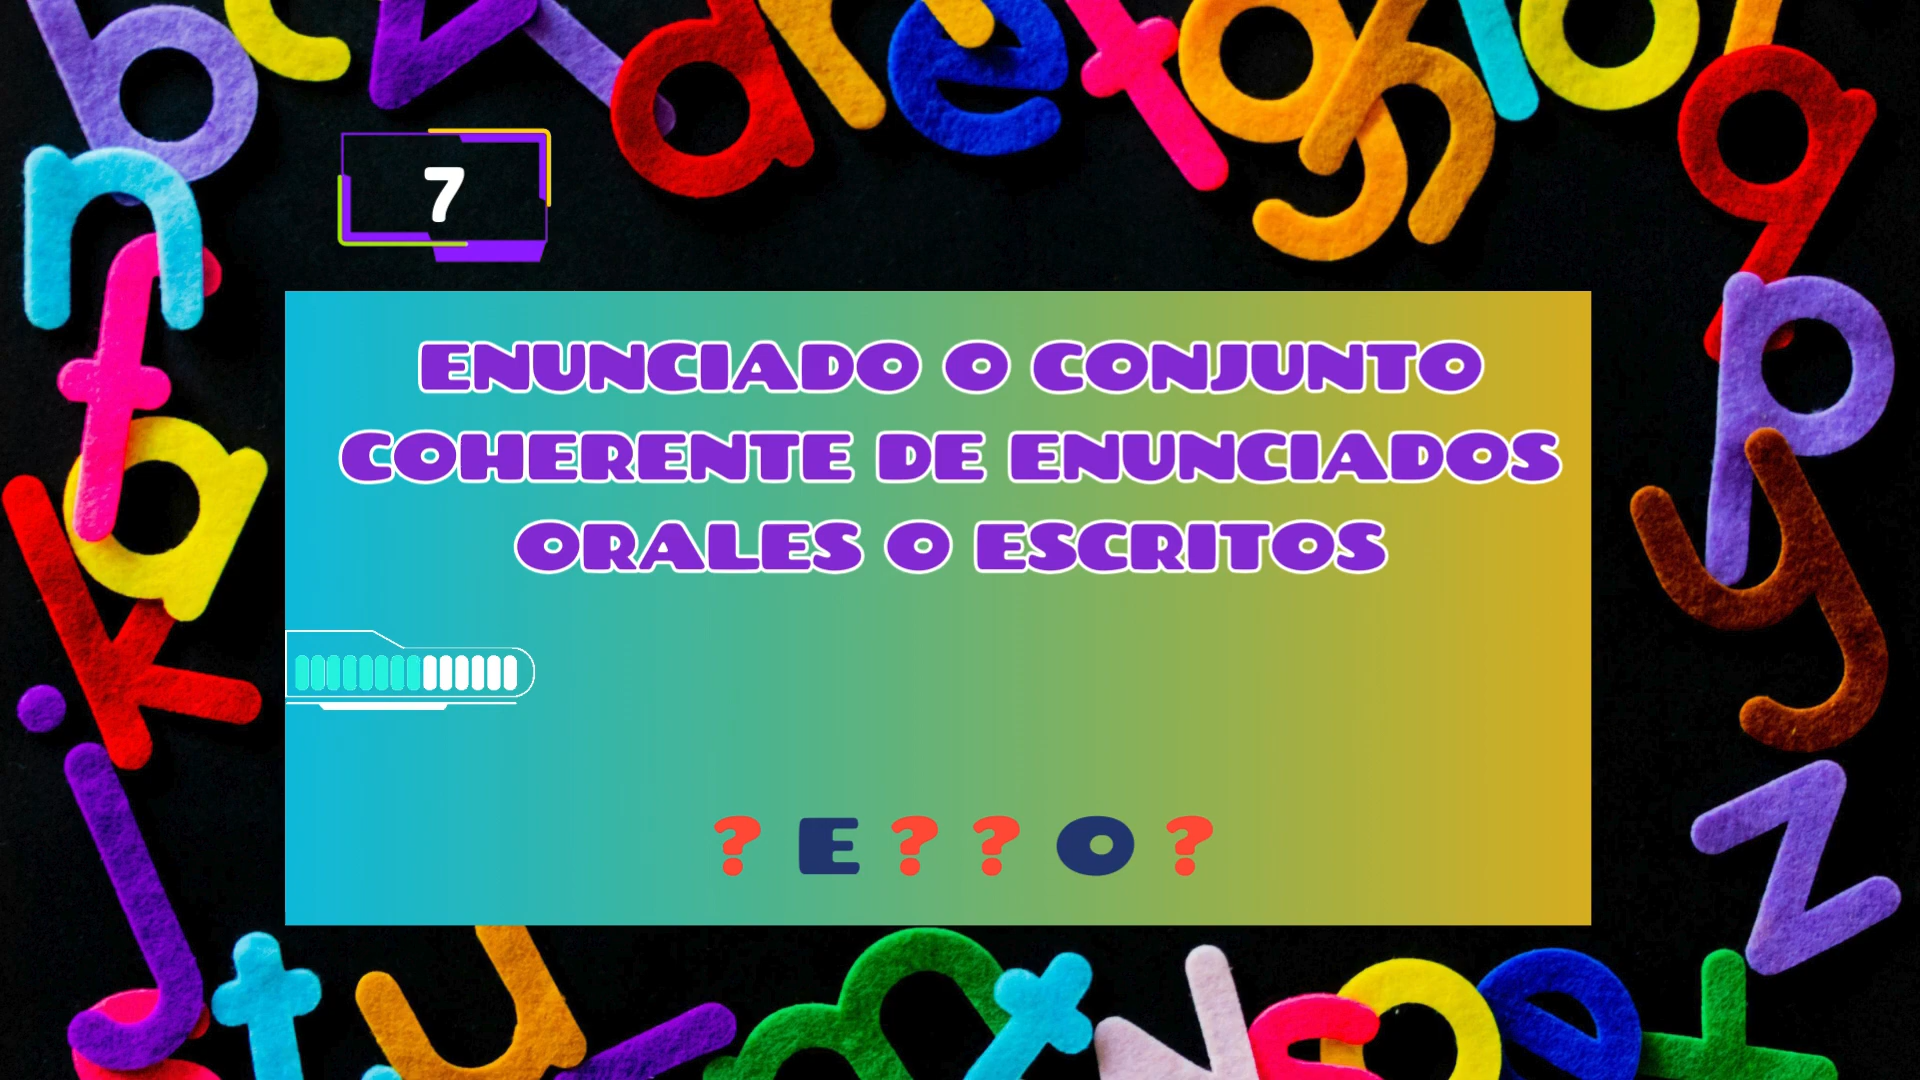 7
ENUNCIADO O CONJUNTO
COHERENTE DE ENUNCIADOS
ORALES O ESCRITOS
? E ? ? O ?